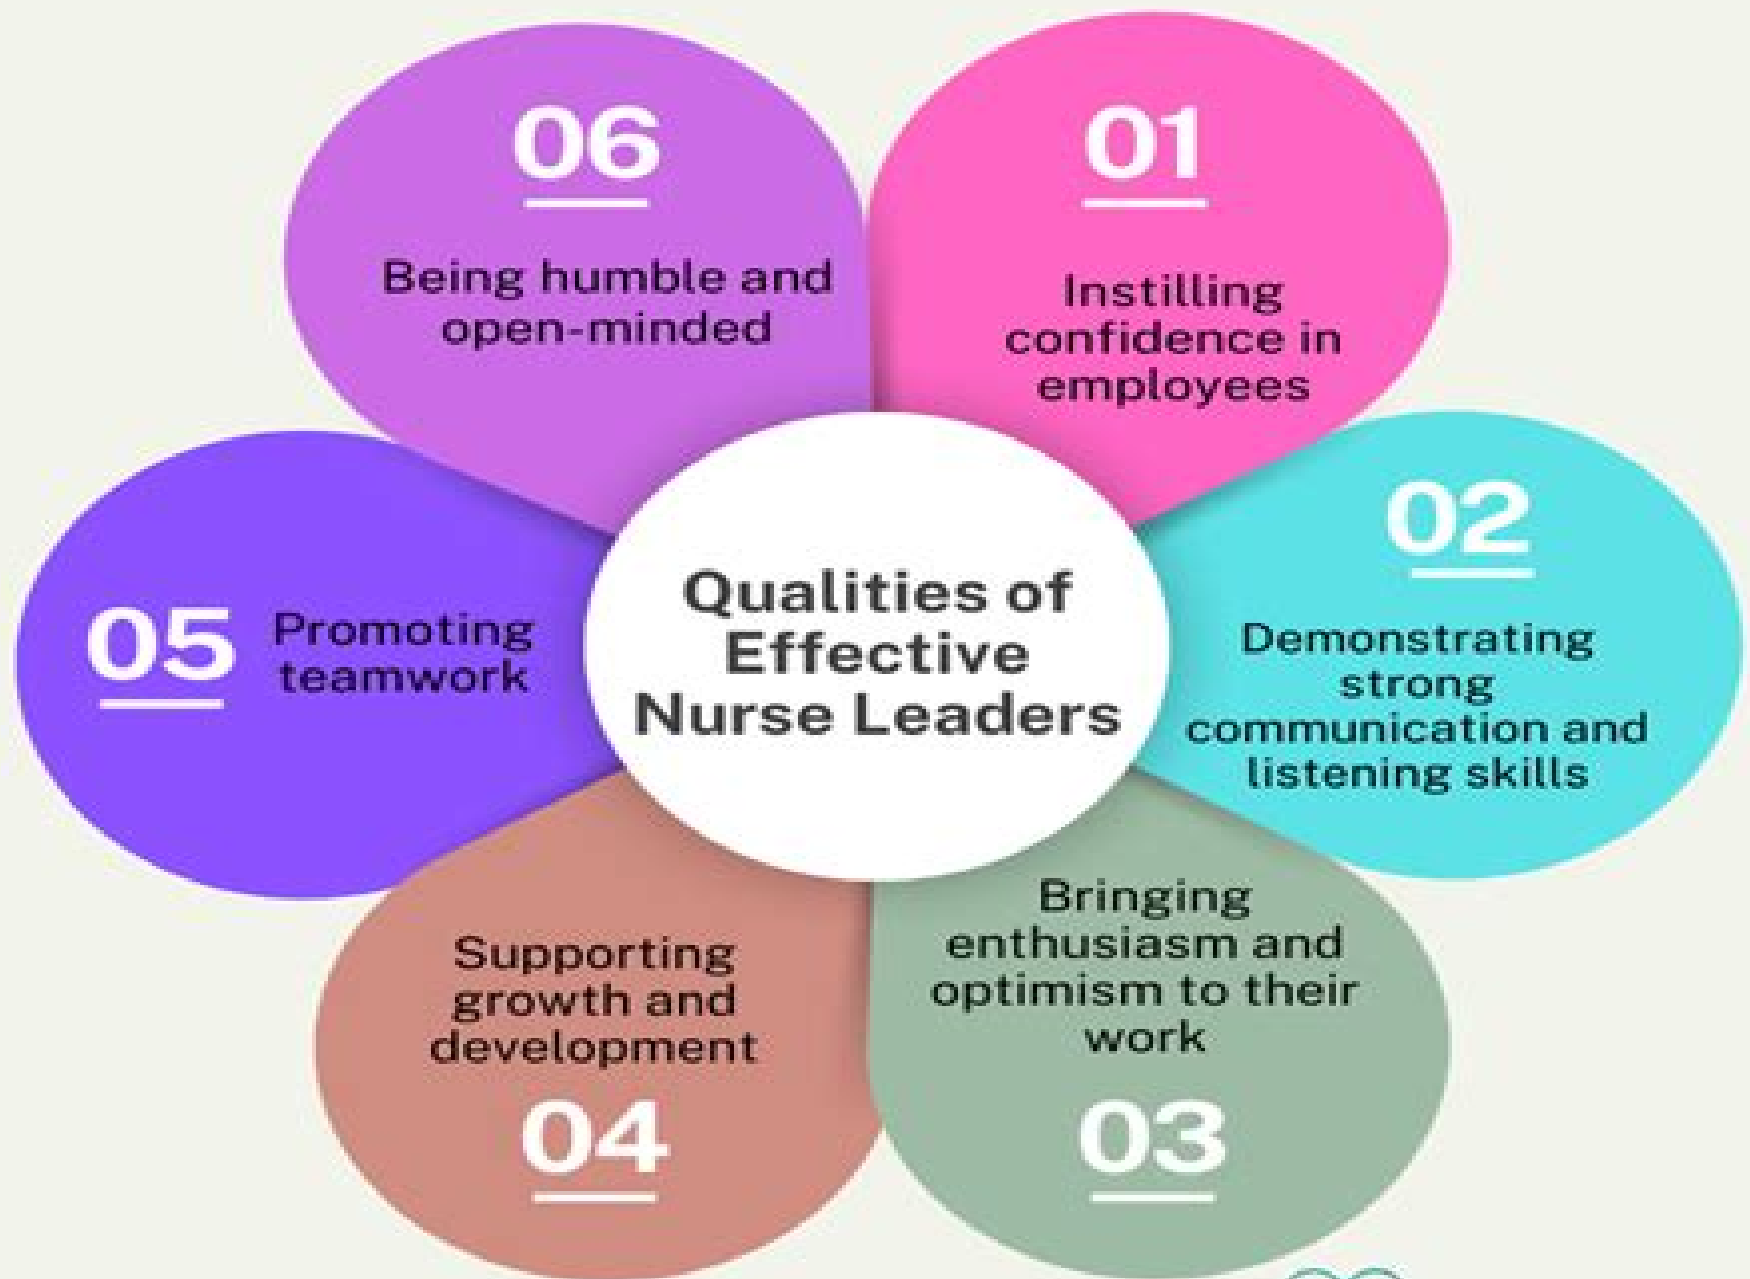 Qualities of
Effective
Nurse Leaders
01
Instilling
confidence in
employees
02
Demonstrating
strong
communication and
listening skills
Bringing
enthusiasm and
optimism to their
work
03
Supporting
growth and
development
04
05
Promoting
teamwork
06
Being humble and
open-minded